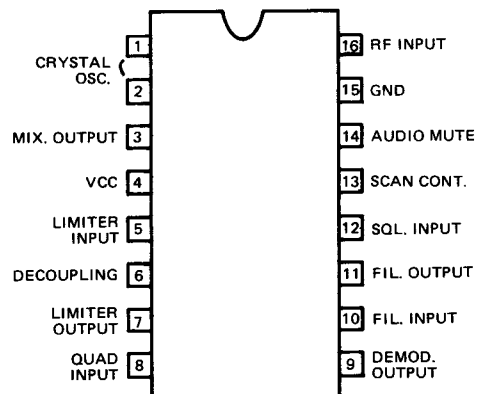 1
CRYSTAL
OSC.
2
MIX. OUTPUT 3
VCC 4
LIMITER
INPUT 5
DECOUPLING 6
LIMITER
OUTPUT 7
QUAD
INPUT 8
16 RF INPUT
15 GND
14 AUDIO MUTE
13 SCAN CONT.
12 SQL. INPUT
11 FIL. OUTPUT
10 FIL. INPUT
9 DEMOD.
OUTPUT